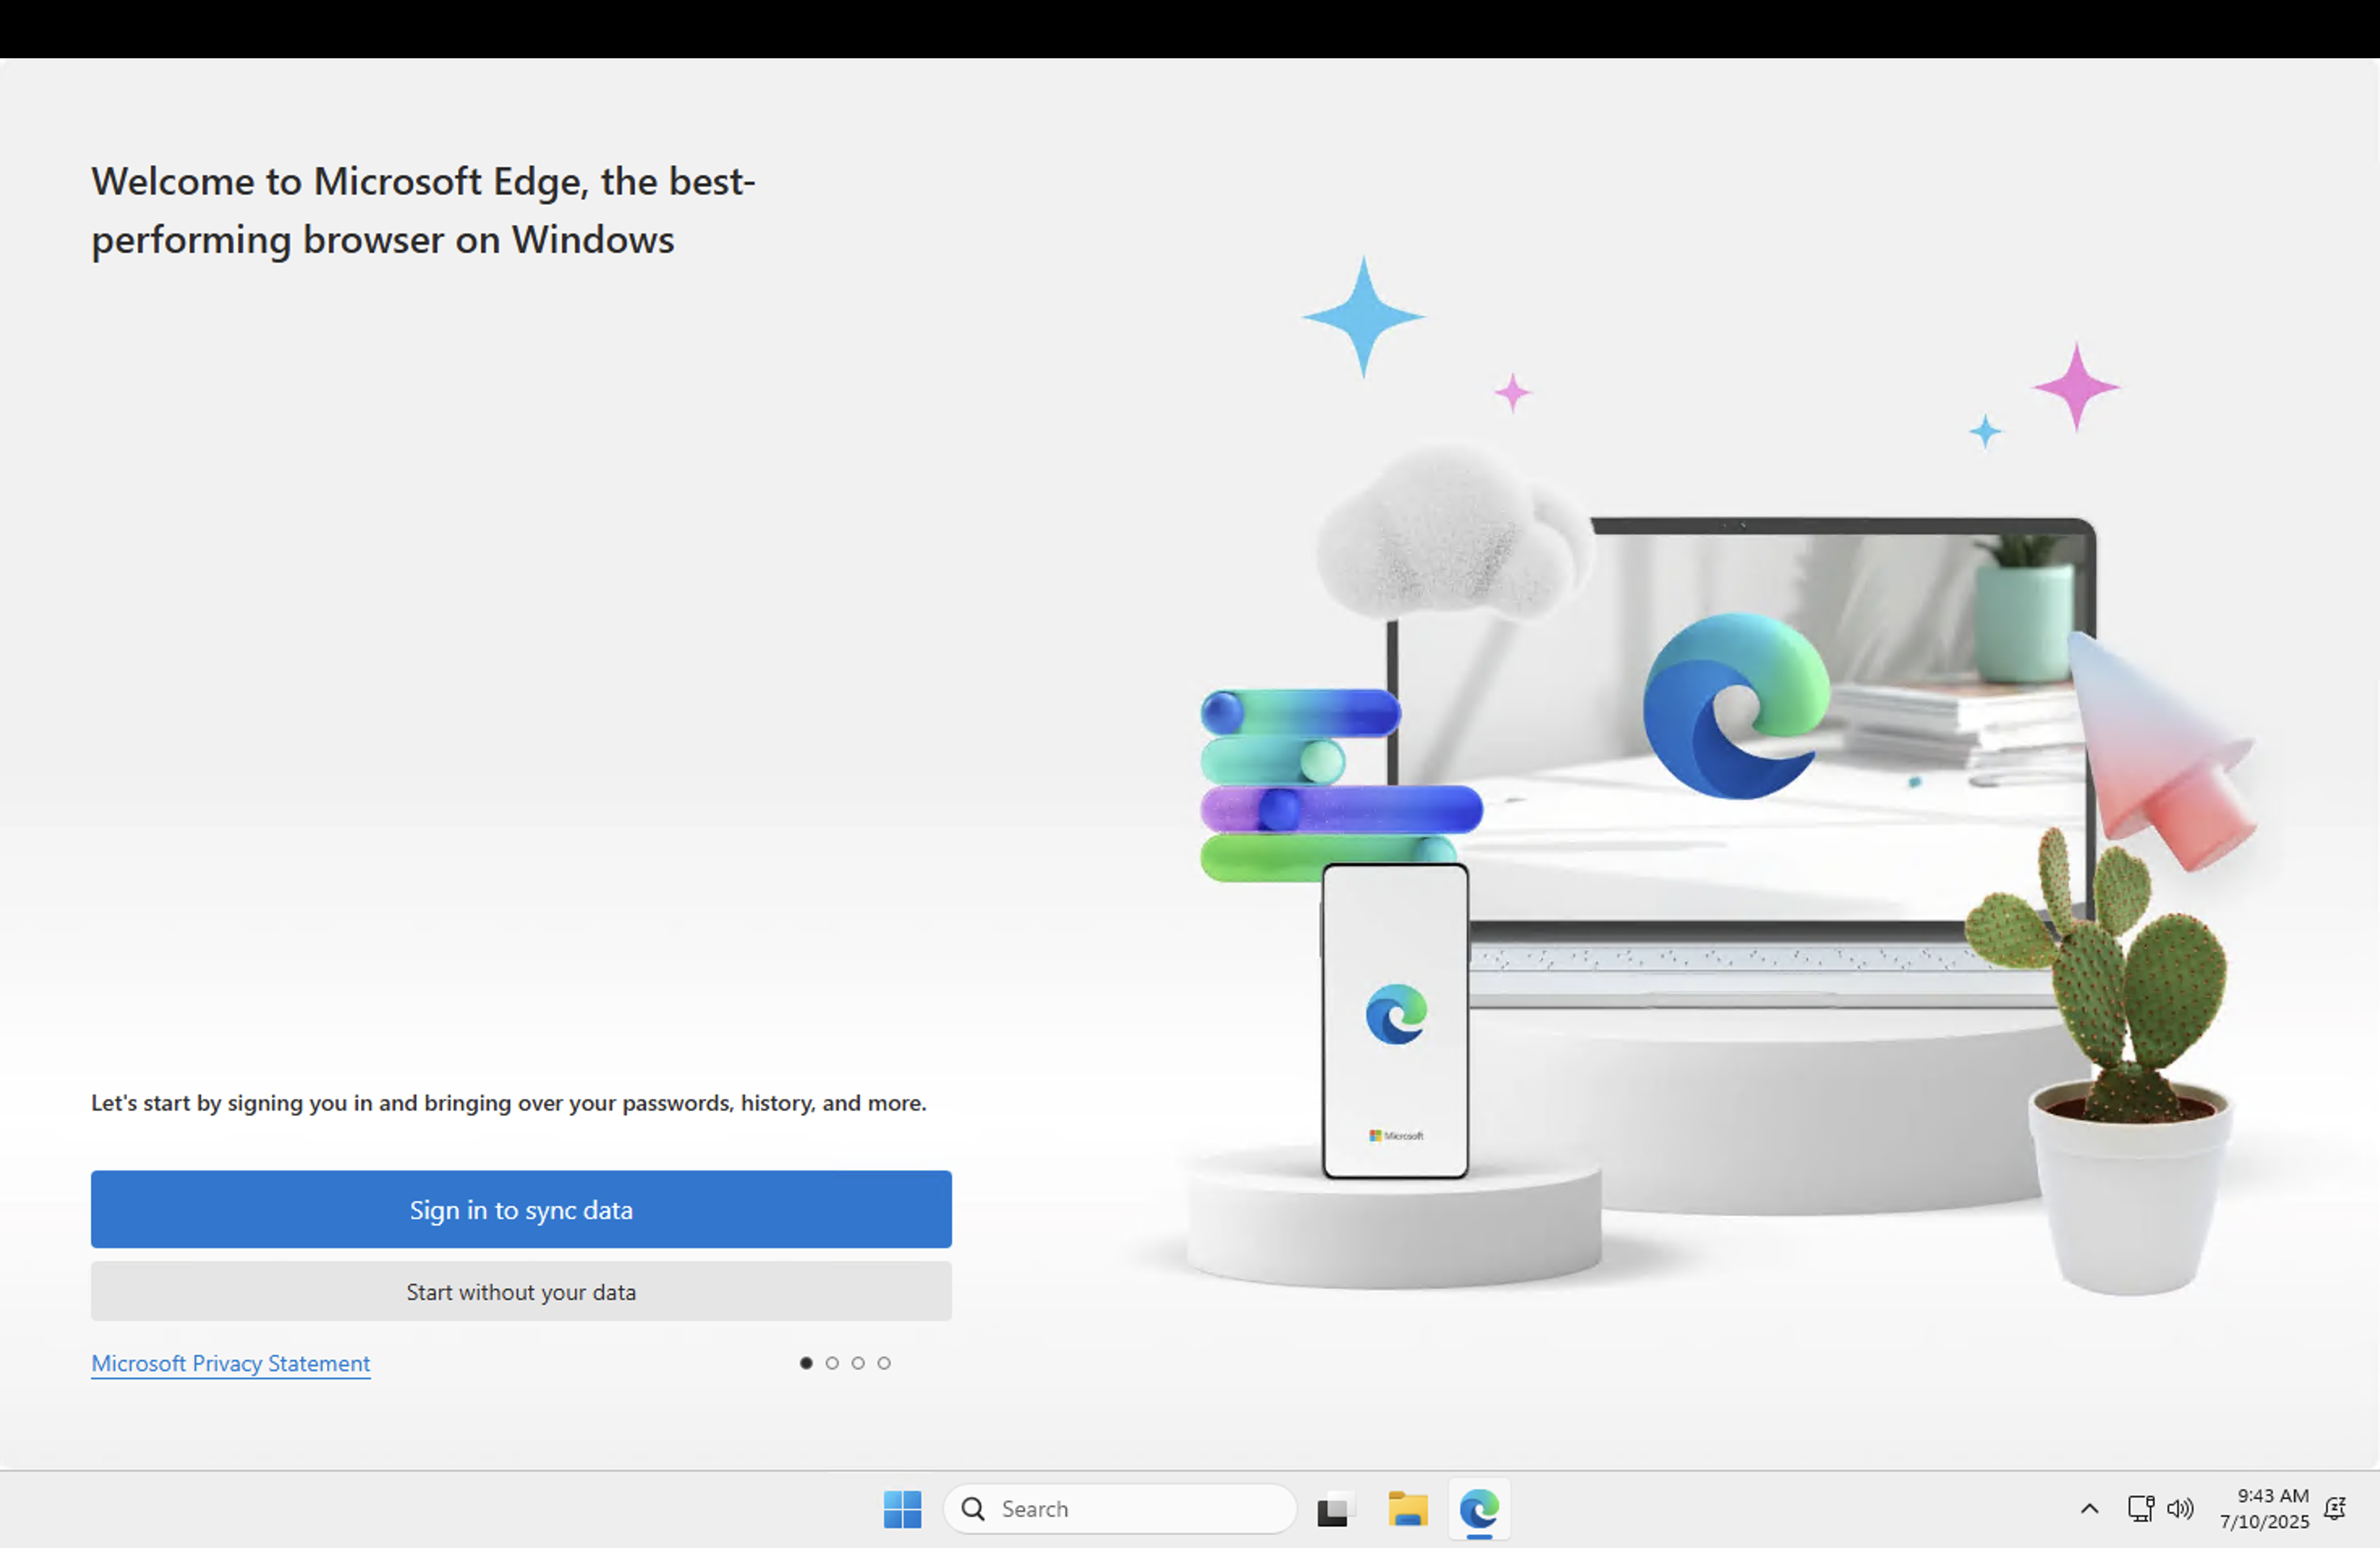 Welcome to Microsoft Edge, the best-
performing browser on Windows
Microsoft
Let's start by signing you in and bringing over your passwords, history, and more.
Sign in to sync data
Start without your data
Microsoft Privacy Statement
Search
9:43 AM
7/10/2025